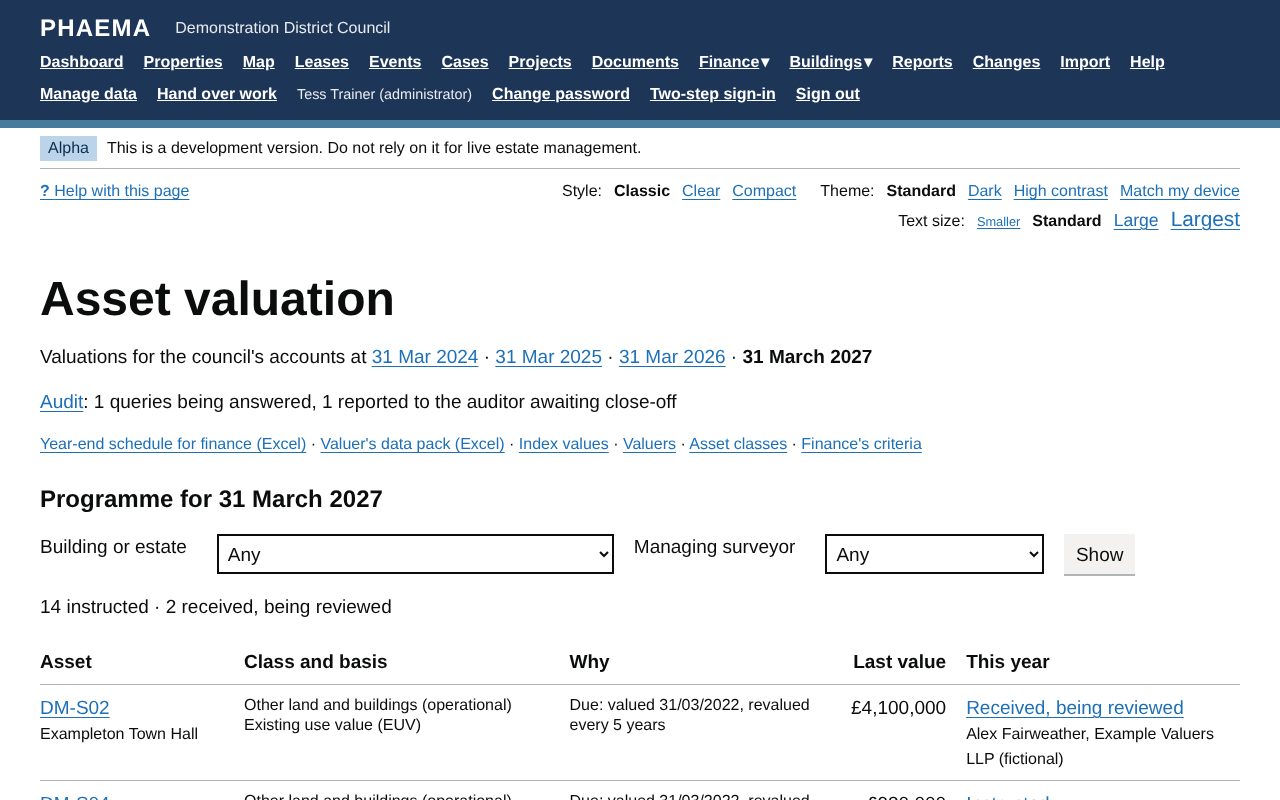 PHAEMA Demonstration District Council
Dashboard Properties Map Leases Events Cases Projects Documents Finance▾ Buildings▾ Reports Changes Import Help
Manage data Hand over work Tess Trainer (administrator) Change password Two-step sign-in Sign out
Alpha This is a development version. Do not rely on it for live estate management.
? Help with this page Style: Classic Clear Compact Theme: Standard Dark High contrast Match my device
Text size: Smaller Standard Large Largest
Asset valuation
Valuations for the council's accounts at 31 Mar 2024 · 31 Mar 2025 · 31 Mar 2026 · 31 March 2027
Audit: 1 queries being answered, 1 reported to the auditor awaiting close-off
Year-end schedule for finance (Excel) · Valuer's data pack (Excel) · Index values · Valuers · Asset classes · Finance's criteria
Programme for 31 March 2027
Building or estate Any Managing surveyor Any Show
14 instructed · 2 received, being reviewed
Asset Class and basis Why Last value This year
DM-S02 Other land and buildings (operational) Due: valued 31/03/2022, revalued £4,100,000 Received, being reviewed
Exampleton Town Hall Existing use value (EUV) every 5 years Alex Fairweather, Example Valuers
LLP (fictional)